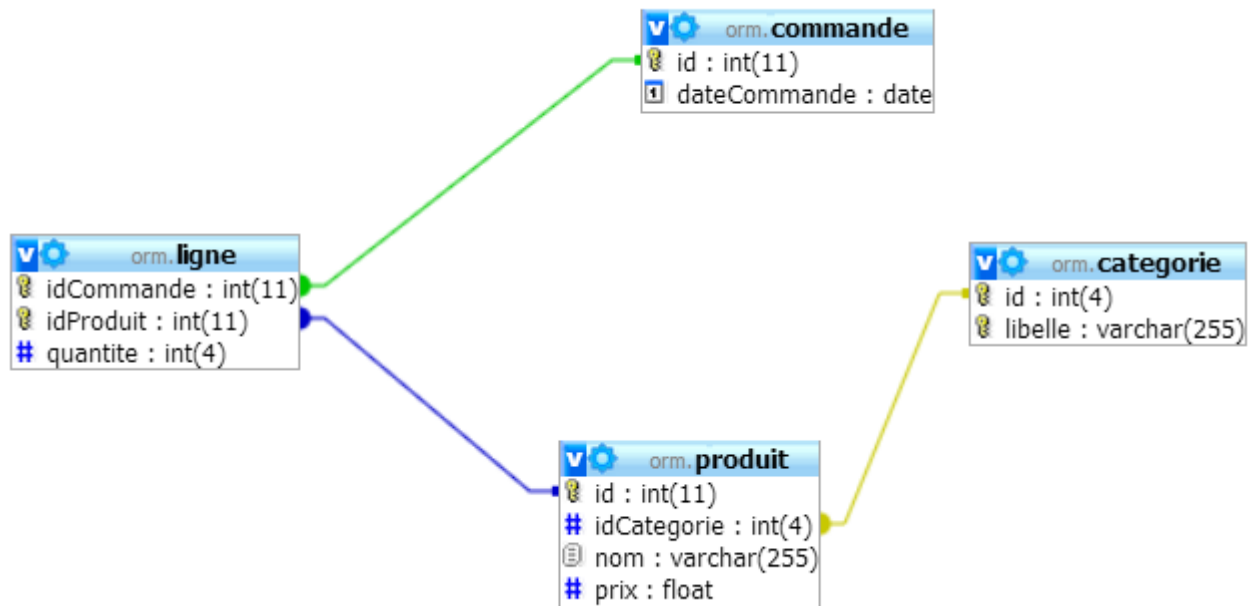 orm.commande
id : int(11)
dateCommande : date
orm.ligne
idCommande : int(11)
idProduit : int(11)
# quantite : int(4)
orm.categorie
id : int(4)
libelle : varchar(255)
orm.produit
id : int(11)
# idCategorie : int(4)
nom : varchar(255)
# prix : float